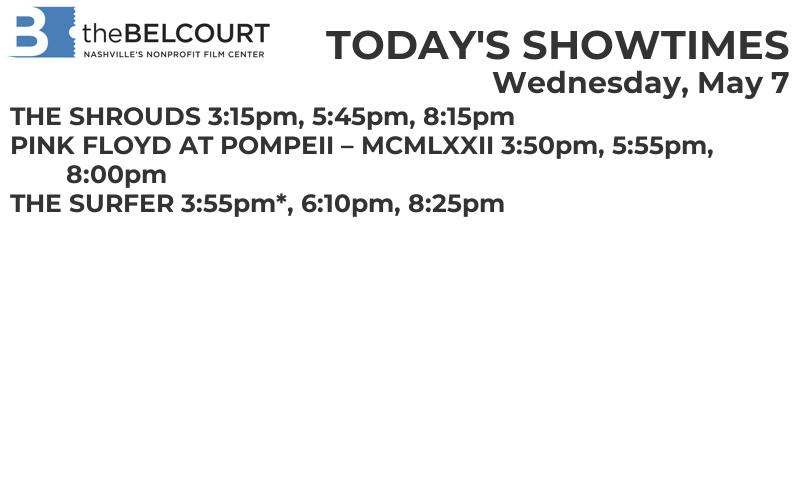 B theBELCOURT
NASHVILLE'S NONPROFIT FILM CENTER
TODAY'S SHOWTIMES
Wednesday, May 7
THE SHROUDS 3:15pm, 5:45pm, 8:15pm
PINK FLOYD AT POMPEII – MCMLXXII 3:50pm, 5:55pm,
8:00pm
THE SURFER 3:55pm*, 6:10pm, 8:25pm